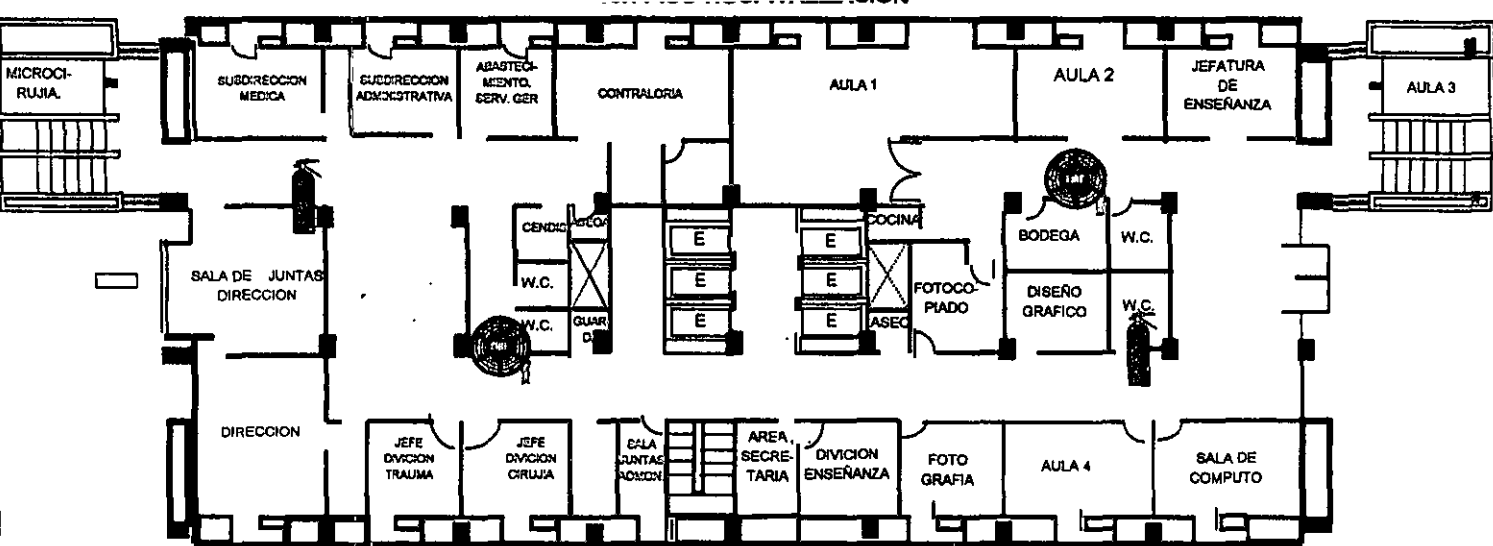 MICROCI-
RUJIA.
SUBDIRECCION
MEDICA
SUBDIRECCION
ABASTECI-
MIENTO.
SERV. GER
CONTRALORIA
AULA 1
AULA 2
JEFATURA
DE
ENSEÑANZA
AULA 3
CENDIS
W.C.
W.C.
E
E
E
E
E
E
COCINA
ASEO
FOTOCO-
PIADO
BODEGA
W.C.
DISEÑO
GRAFICO
W.C.
SALA DE JUNTAS
DIRECCION
DIRECCION
JEFE
DIVICION
TRAUMA
JEFE
DIVICION
CIRUJIA
SALA
JUNTAS
AREA
SECRE-
TARIA
DIVICION
ENSEÑANZA
FOTO
GRAFIA
AULA 4
SALA DE
COMPUTO